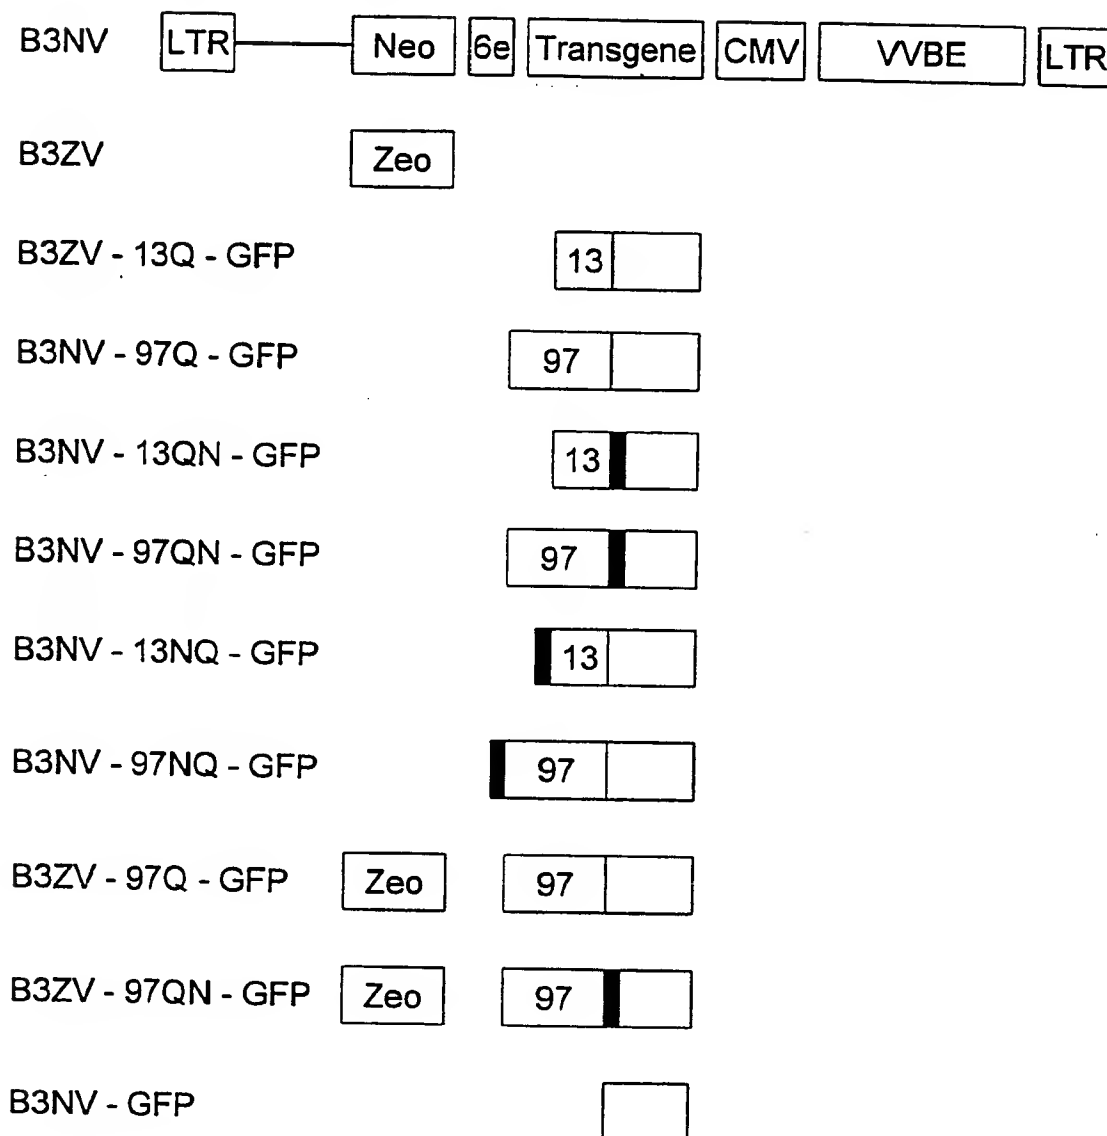 B3NV LTR Neo 6e Transgene CMV VVBE LTR
B3ZV Zeo
B3ZV - 13Q - GFP 13
B3NV - 97Q - GFP 97
B3NV - 13QN - GFP 13
B3NV - 97QN - GFP 97
B3NV - 13NQ - GFP 13
B3NV - 97NQ - GFP 97
B3ZV - 97Q - GFP Zeo 97
B3ZV - 97QN - GFP Zeo 97
B3NV - GFP